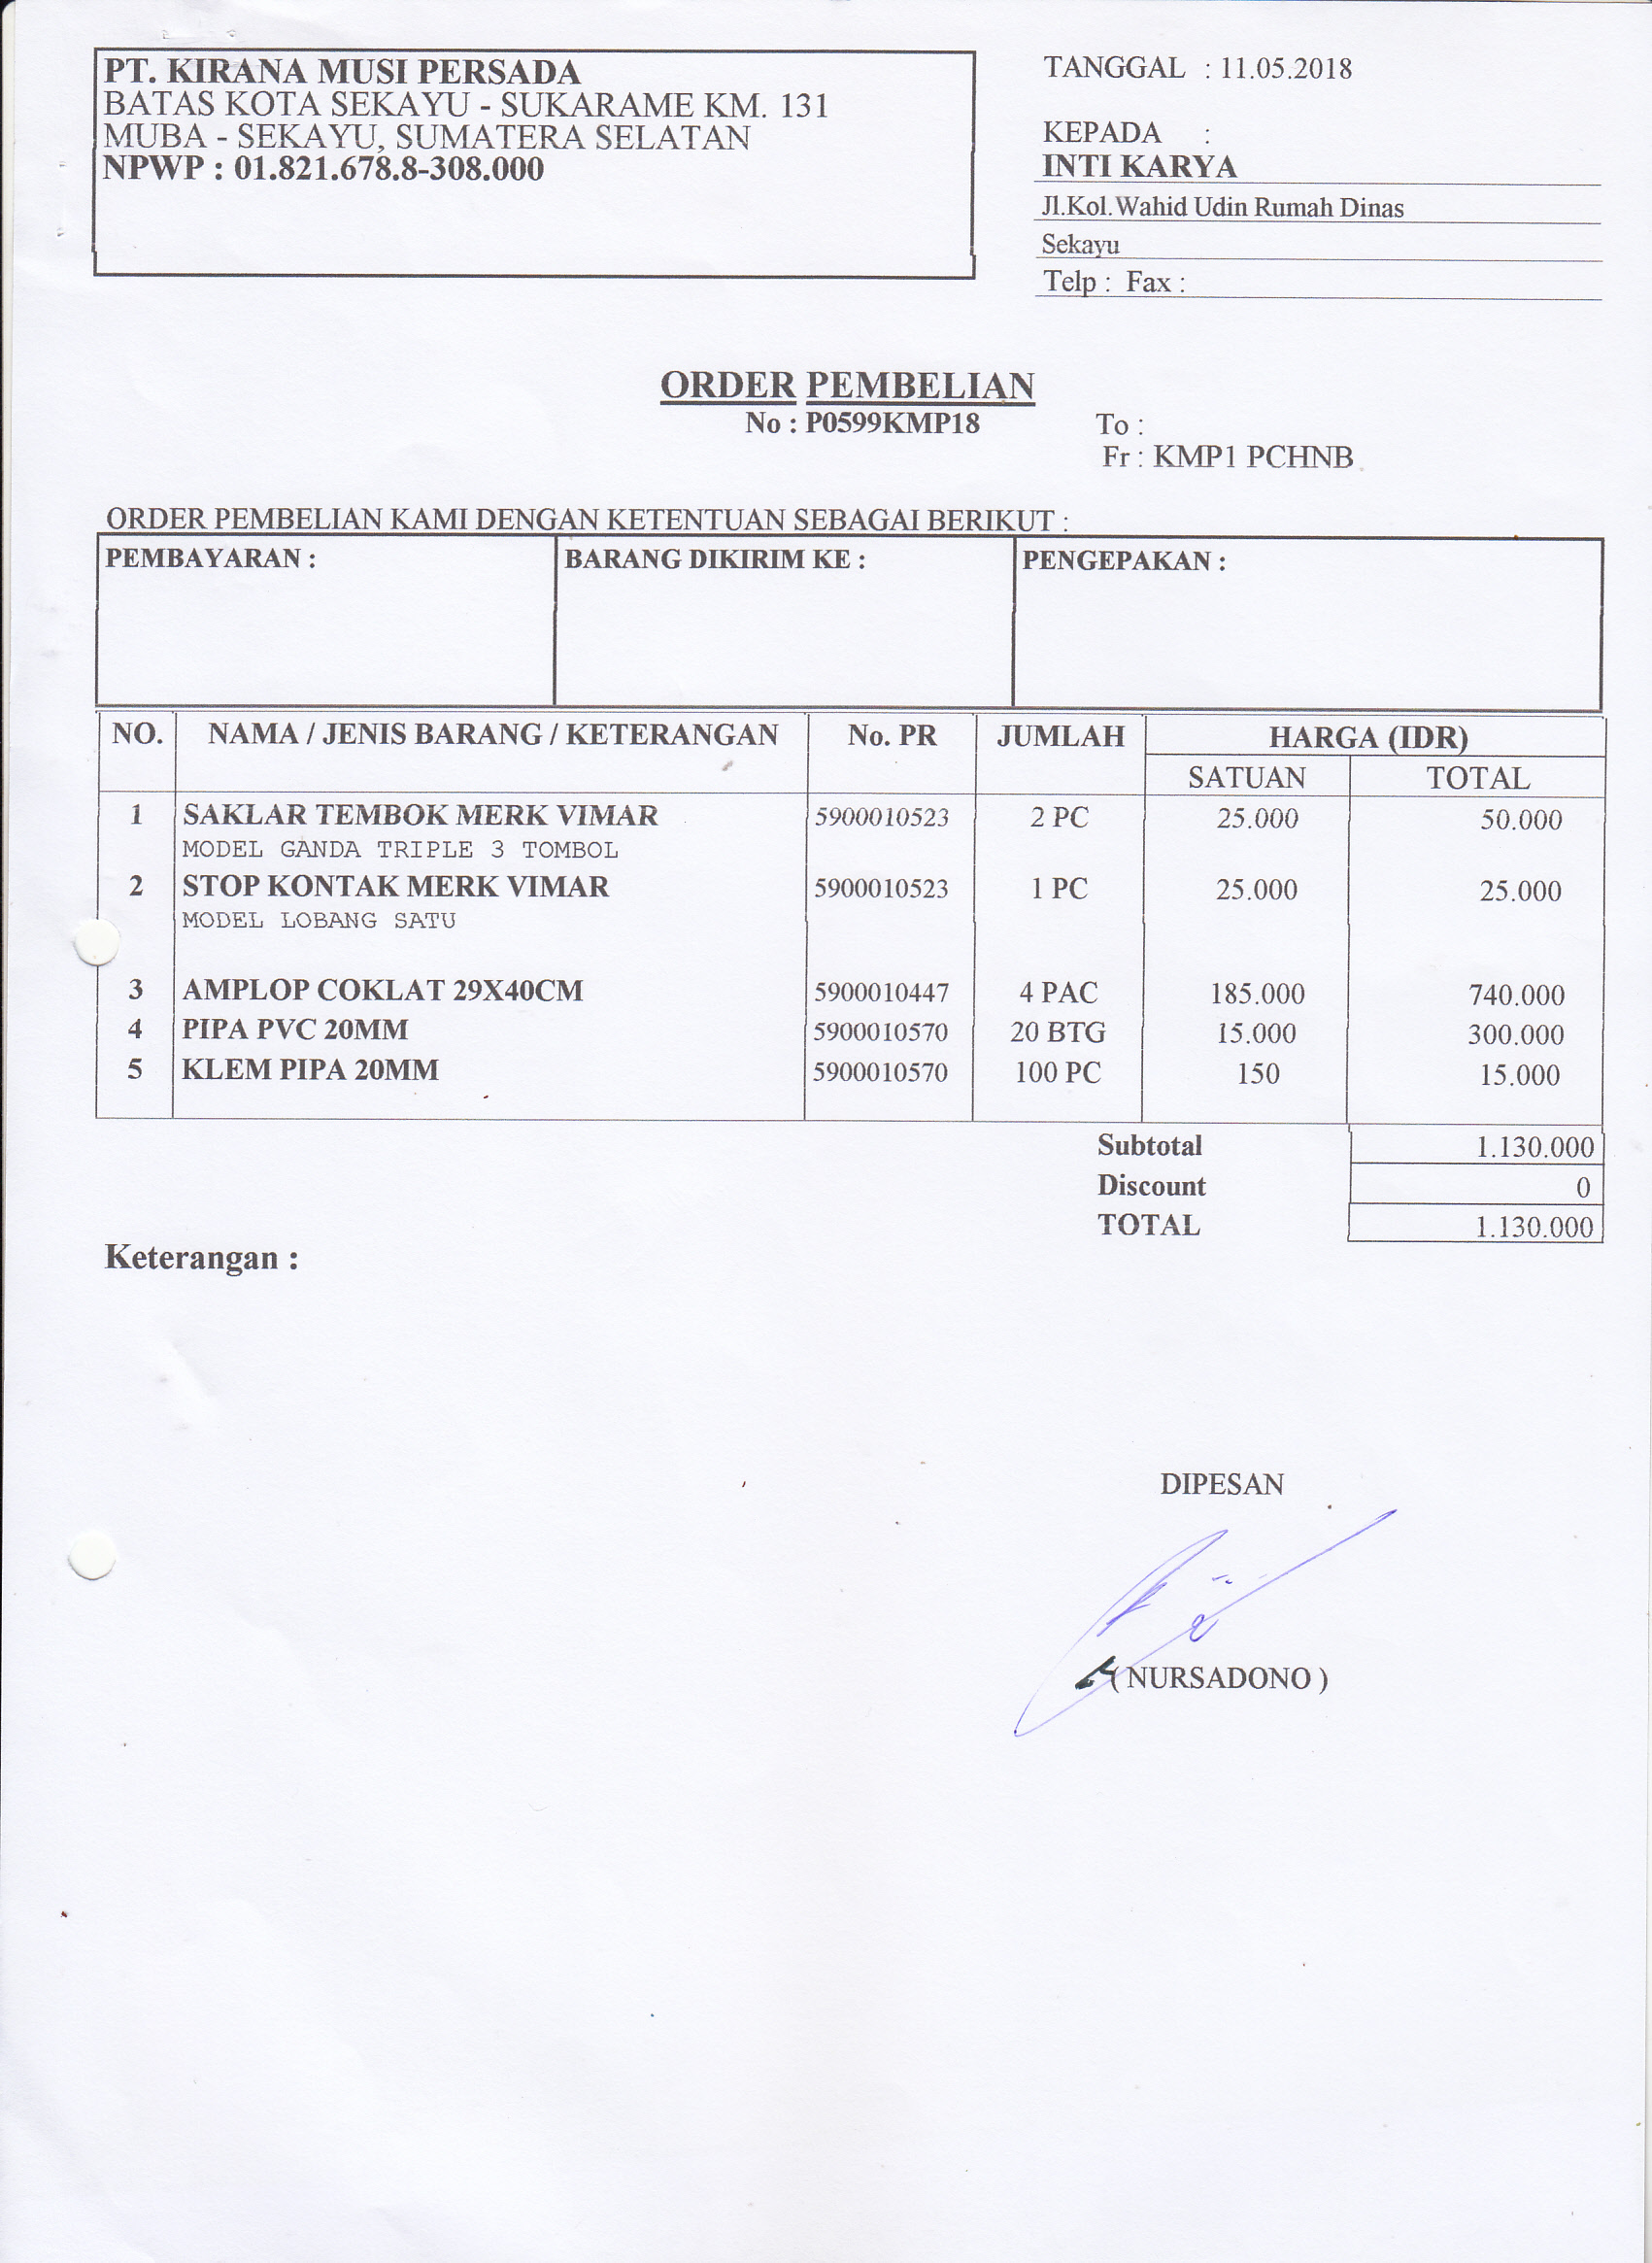 PT. KIRANA MUSI PERSADA
BATAS KOTA SEKAYU - SUKARAME KM. 131
MUBA - SEKAYU, SUMATERA SELATAN
NPWP : 01.821.678.8-308.000
TANGGAL : 11.05.2018
KEPADA :
INTI KARYA
Jl.Kol.Wahid Udin Rumah Dinas
Sekayu
Telp : Fax :
ORDER PEMBELIAN
No : P0599KMP18
To :
Fr : KMP1 PCHNB
ORDER PEMBELIAN KAMI DENGAN KETENTUAN SEBAGAI BERIKUT :
PEMBAYARAN : BARANG DIKIRIM KE : PENGEPAKAN :
NO. NAMA / JENIS BARANG / KETERANGAN No. PR JUMLAH HARGA (IDR)
SATUAN TOTAL
1 SAKLAR TEMBOK MERK VIMAR 5900010523 2 PC 25.000 50.000
MODEL GANDA TRIPLE 3 TOMBOL
2 STOP KONTAK MERK VIMAR 5900010523 1 PC 25.000 25.000
MODEL LOBANG SATU
3 AMPLOP COKLAT 29X40CM 5900010447 4 PAC 185.000 740.000
4 PIPA PVC 20MM 5900010570 20 BTG 15.000 300.000
5 KLEM PIPA 20MM 5900010570 100 PC 150 15.000
Subtotal 1.130.000
Discount 0
TOTAL 1.130.000
Keterangan :
DIPESAN
( NURSADONO )